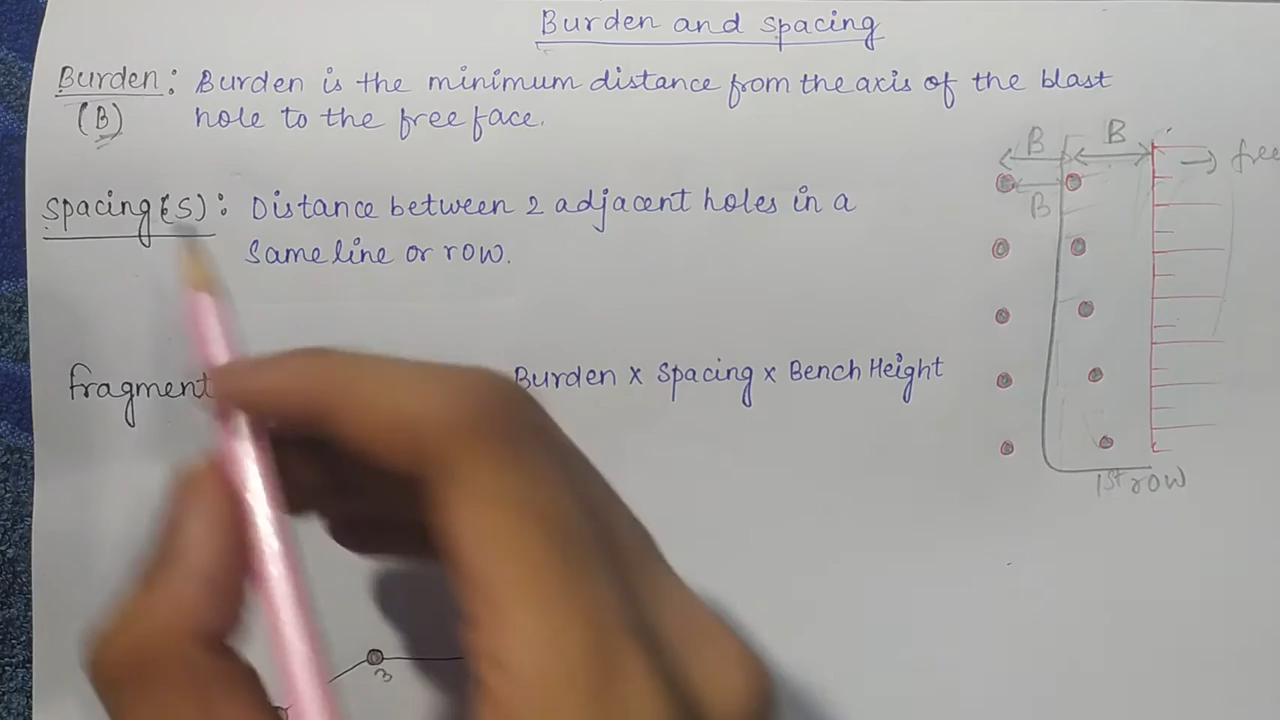 Burden and spacing
Burden: Burden is the minimum distance from the axis of the blast
(B) hole to the free face.
B B
free
B
Spacing(S): Distance between 2 adjacent holes in a
same line or row.
fragment Burden x Spacing x Bench Height
1st row
3